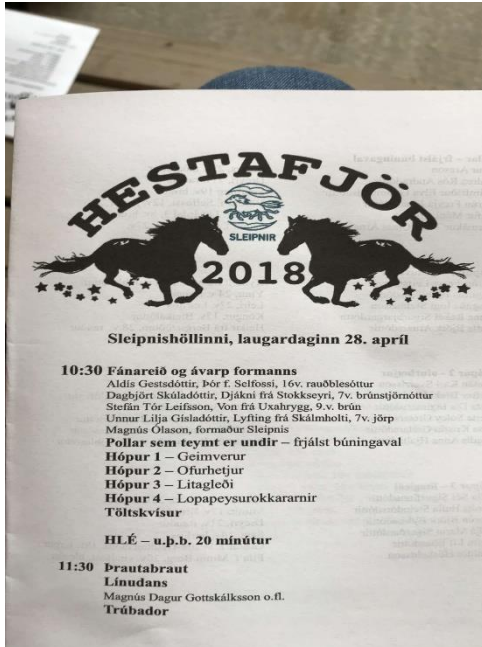 HESTAFJÖR
SLEIPNIR
2018
Sleipnishöllinni, laugardaginn 28. apríl
10:30 Fánareið og ávarp formanns
Aldís Gestsdóttir, Þór f. Selfossi, 16v. rauðblesóttur
Dagbjört Skúladóttir, Djákni frá Stokkseyri, 7v. brúnstjörnóttur
Stefán Tór Leifsson, Von frá Uxahrygg, 9.v. brún
Unnur Lilja Gísladóttir, Lyfting frá Skálmholti, 7v. jörp
Magnús Ólason, formaður Sleipnis
Pollar sem teymt er undir – frjálst búningaval
Hópur 1 – Geimverur
Hópur 2 – Ofurhetjur
Hópur 3 – Litagleði
Hópur 4 – Lopapeysurokkararnir
Töltskvísur
HLÉ – u.þ.b. 20 mínútur
11:30 Þrautabraut
Línudans
Magnús Dagur Gottskálksson o.fl.
Trúbador